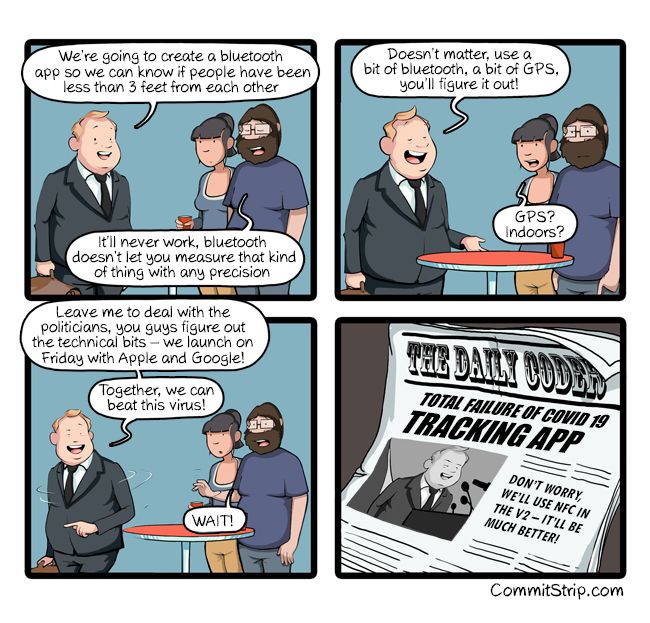 We're going to create a bluetooth
app so we can know if people have been
less than 3 feet from each other
It'll never work, bluetooth
doesn't let you measure that kind
of thing with any precision
Doesn't matter, use a
bit of bluetooth, a bit of GPS,
you'll figure it out!
GPS?
Indoors?
Leave me to deal with the
politicians, you guys figure out
the technical bits – we launch on
Friday with Apple and Google!
Together, we can
beat this virus!
WAIT!
THE DAILY CODER
TOTAL FAILURE OF COVID 19
TRACKING APP
DON'T WORRY,
WE'LL USE NFC IN
THE V2 – IT'LL BE
MUCH BETTER!
CommitStrip.com